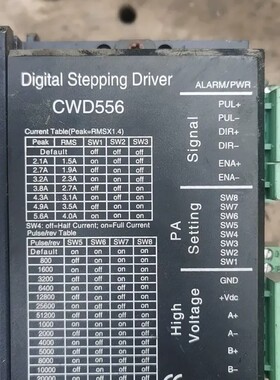 Digital Stepping Driver
CWD556
Current Table(Peak=RMSX1.4)
Peak RMS SW1 SW2 SW3
Default off off off
2.1A 1.5A on off off
2.7A 1.9A off on off
3.2A 2.3A on on off
3.8A 2.7A off off on
4.3A 3.1A on off on
4.9A 3.5A off on on
5.6A 4.0A on on on
SW4: off=Half Current; on=Full Current
Pulse/rev Table
Pulse/rev SW5 SW6 SW7 SW8
Default on on on on
800 off on on on
1600 on off on on
3200 off off on on
6400 on on off on
12800 off on off on
25600 on off off on
51200 off off off on
1000 on on on off
2000 off on on off
4000 on off on off
5000 off off on off
8000 on on off off
10000 off on off off
20000 on off off off
ALARM/PWR
PUL+
PUL-
DIR+
DIR-
ENA+
ENA-
Signal
SW8
SW7
SW6
SW5
SW4
SW3
SW2
SW1
PA
Setting
GND
+Vdc
A+
A-
B+
B-
High
Voltage